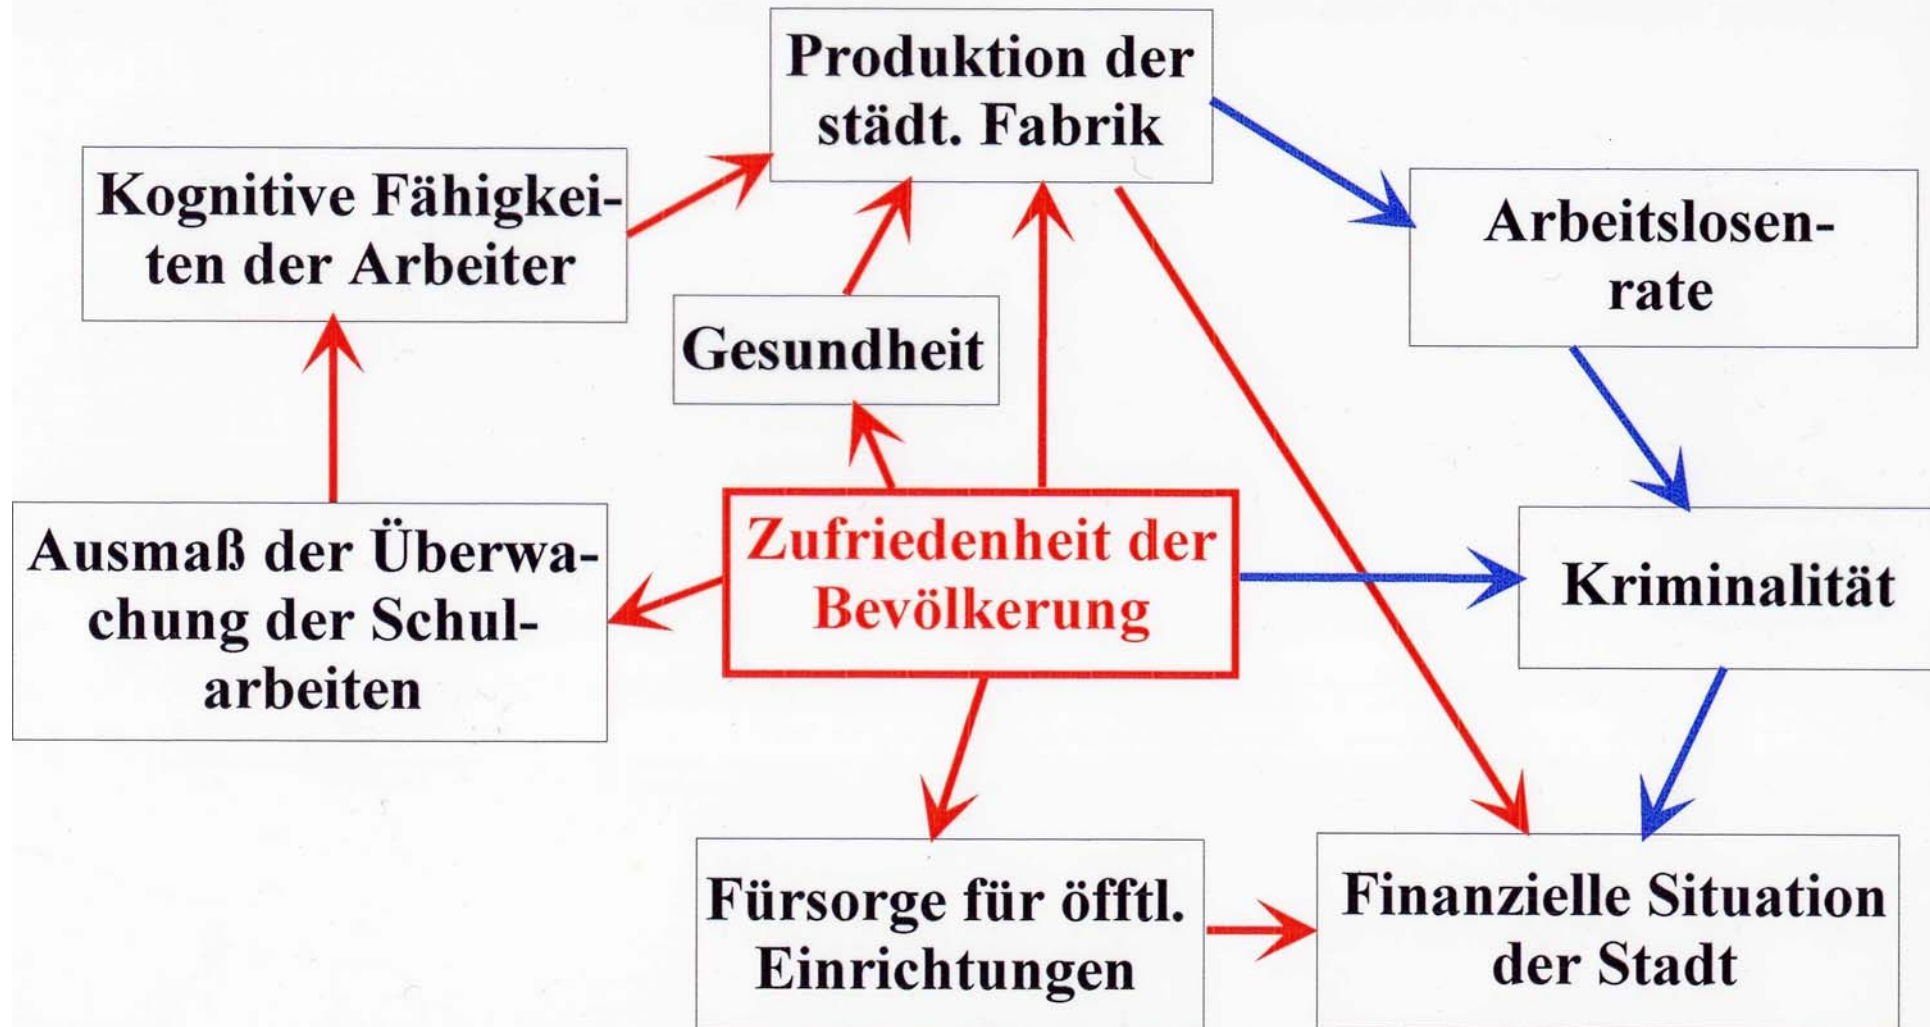 Produktion der
städt. Fabrik
Kognitive Fähigkei-
ten der Arbeiter
Arbeitslosen-
rate
Gesundheit
Ausmaß der Überwa-
chung der Schul-
arbeiten
Zufriedenheit der
Bevölkerung
Kriminalität
Fürsorge für öfftl.
Einrichtungen
Finanzielle Situation
der Stadt